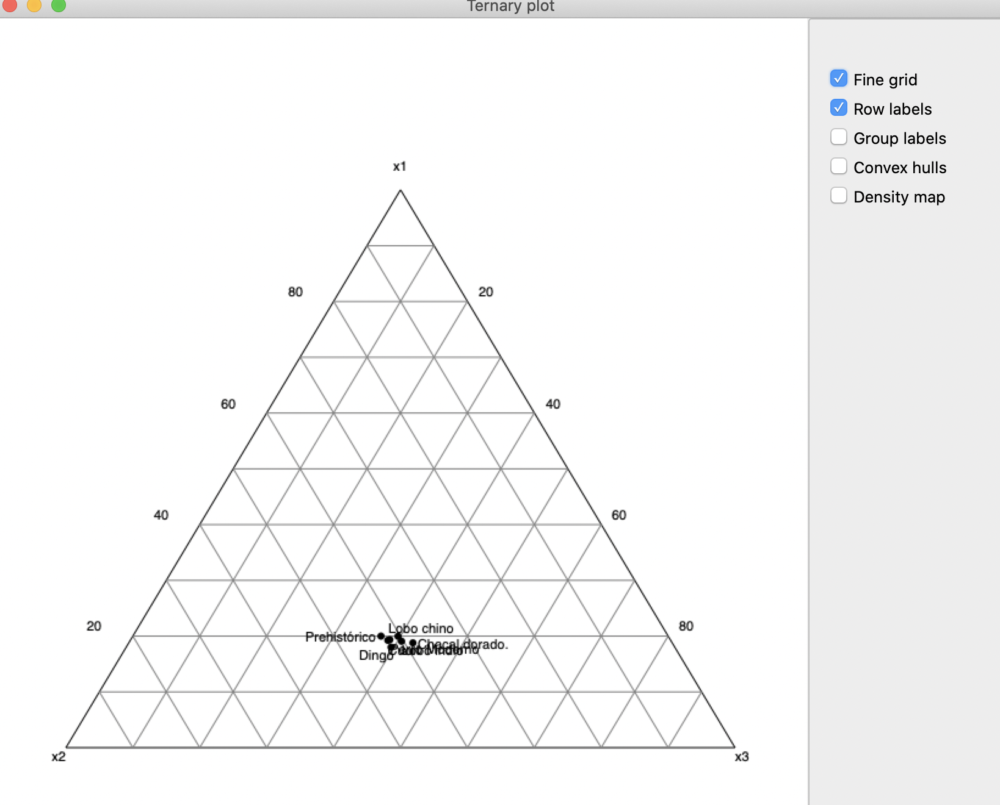 Ternary plot
Fine grid
Row labels
Group labels
Convex hulls
Density map
x1
80
20
60
40
40
60
20
80
Lobo chino
Prehistórico
Chacal dorado.
Dingo
x2
x3